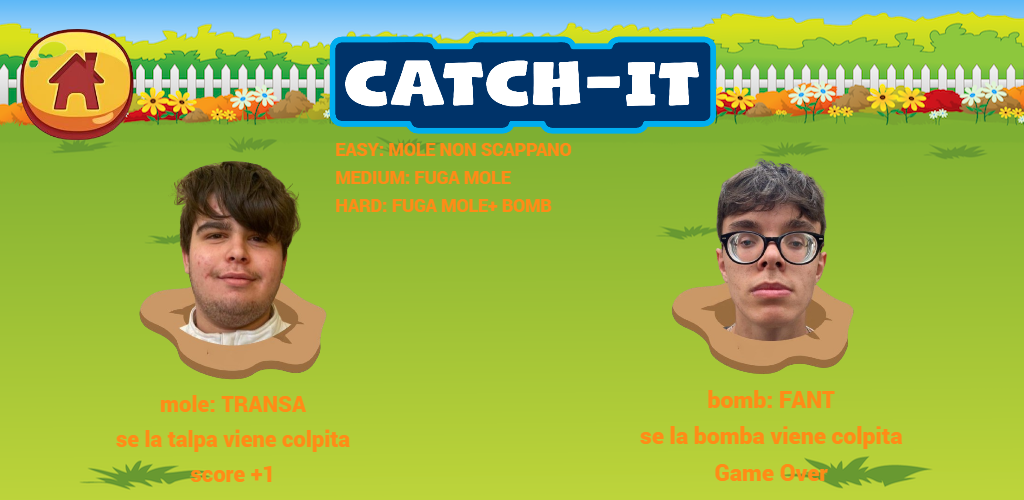 CATCH-IT
EASY: MOLE NON SCAPPANO
MEDIUM: FUGA MOLE
HARD: FUGA MOLE+ BOMB
mole: TRANSA
se la talpa viene colpita
score +1
bomb: FANT
se la bomba viene colpita
Game Over